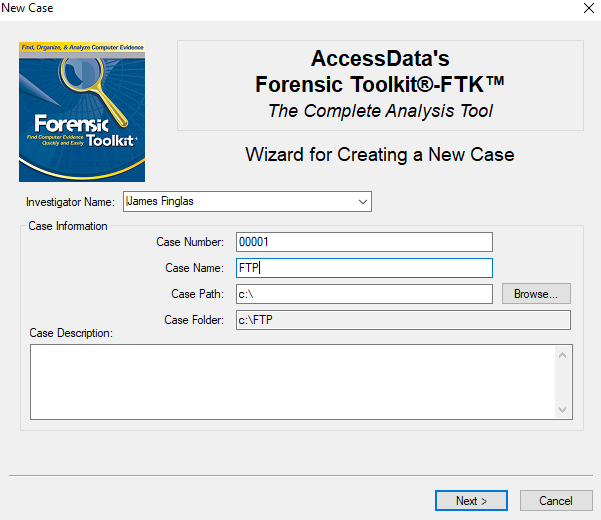 New Case
Find, Organize, & Analyze Computer Evidence
Forensic
Toolkit
Find Computer Evidence
Quickly and Easily
AccessData's
Forensic Toolkit®-FTK™
The Complete Analysis Tool
Wizard for Creating a New Case
Investigator Name: James Finglas
Case Information
Case Number: 00001
Case Name: FTP
Case Path: c:\ Browse...
Case Folder: c:\FTP
Case Description:
Next > Cancel